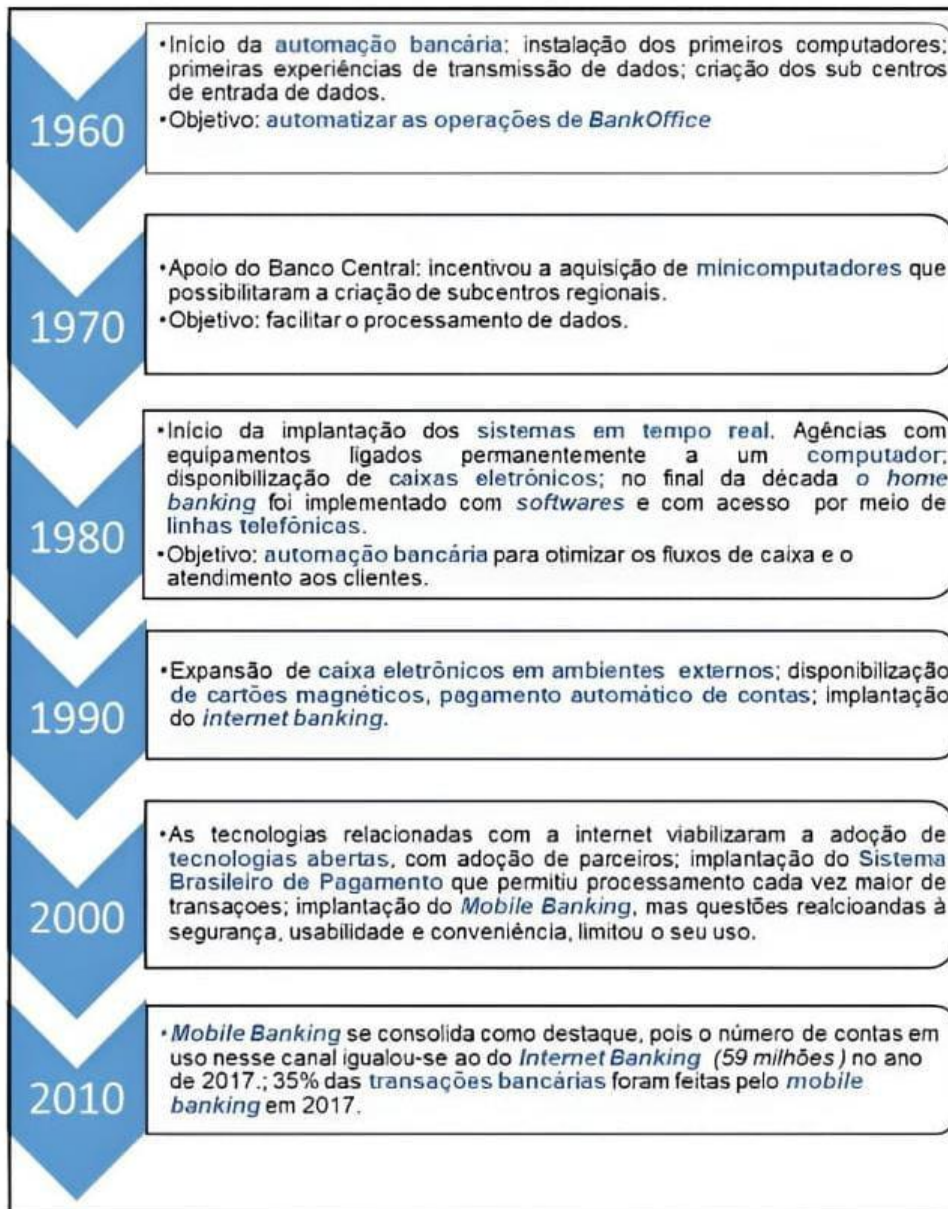 1960
•Início da automação bancária: instalação dos primeiros computadores;
primeiras experiências de transmissão de dados; criação dos sub centros
de entrada de dados.
•Objetivo: automatizar as operações de BankOffice
1970
•Apoio do Banco Central: incentivou a aquisição de minicomputadores que
possibilitaram a criação de subcentros regionais.
•Objetivo: facilitar o processamento de dados.
1980
•Início da implantação dos sistemas em tempo real. Agências com
equipamentos ligados permanentemente a um computador;
disponibilização de caixas eletrônicos; no final da década o home
banking foi implementado com softwares e com acesso por meio de
linhas telefônicas.
•Objetivo: automação bancária para otimizar os fluxos de caixa e o
atendimento aos clientes.
1990
•Expansão de caixa eletrônicos em ambientes externos; disponibilização
de cartões magnéticos, pagamento automático de contas; implantação
do internet banking.
2000
•As tecnologias relacionadas com a internet viabilizaram a adoção de
tecnologias abertas, com adoção de parceiros; implantação do Sistema
Brasileiro de Pagamento que permitiu processamento cada vez maior de
transaçoes; implantação do Mobile Banking, mas questões realcioandas à
segurança, usabilidade e conveniência, limitou o seu uso.
2010
•Mobile Banking se consolida como destaque, pois o número de contas em
uso nesse canal igualou-se ao do Internet Banking (59 milhões) no ano
de 2017.; 35% das transações bancárias foram feitas pelo mobile
banking em 2017.